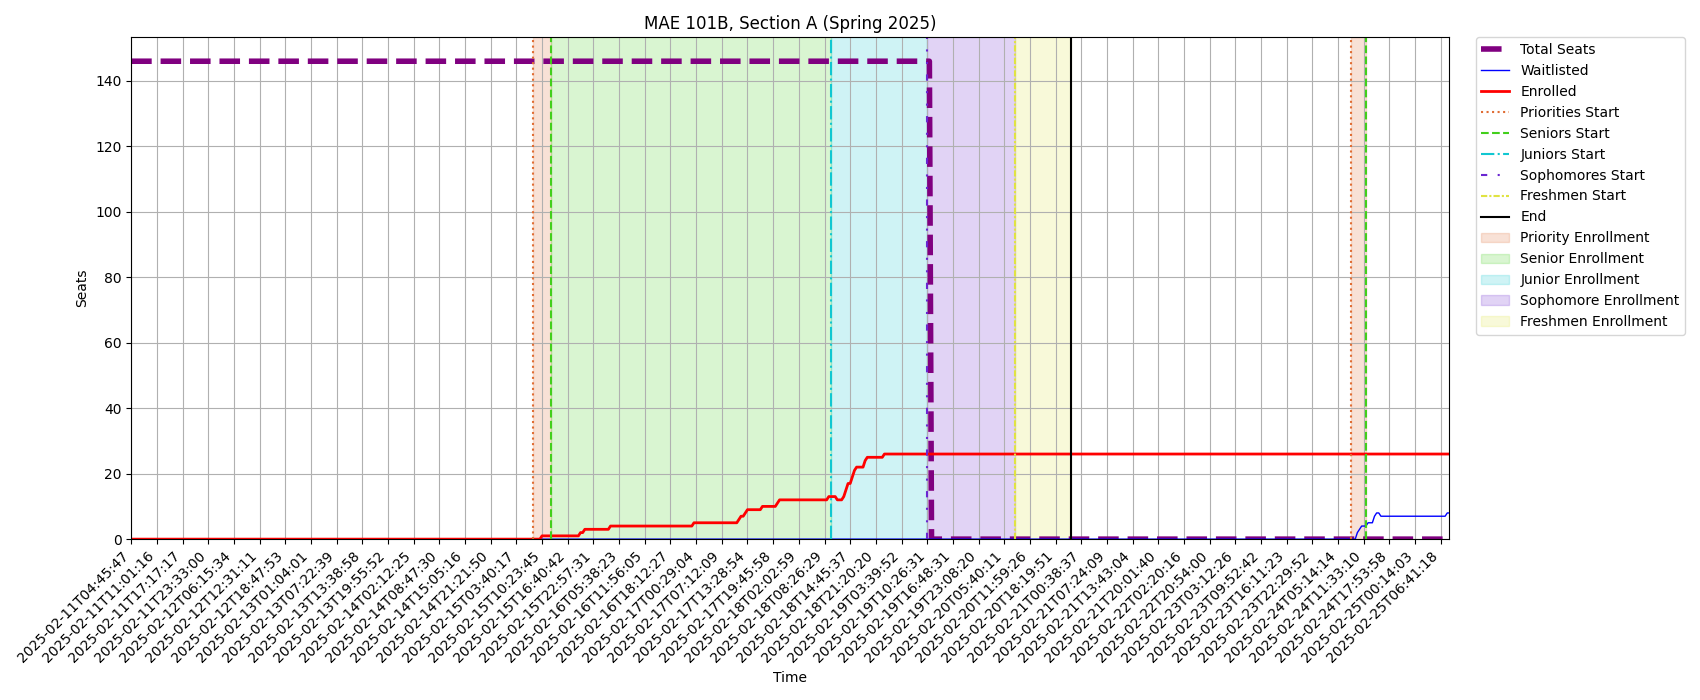 MAE 101B, Section A (Spring 2025)
Seats
140
120
100
80
60
40
20
0
2025-02-11T04:45:47
2025-02-11T11:01:16
2025-02-11T17:17:17
2025-02-11T23:33:00
2025-02-12T06:15:34
2025-02-12T12:31:11
2025-02-12T18:47:53
2025-02-13T01:04:01
2025-02-13T07:22:39
2025-02-13T13:38:58
2025-02-13T19:55:52
2025-02-14T02:12:25
2025-02-14T08:47:30
2025-02-14T15:05:16
2025-02-14T21:21:50
2025-02-15T03:40:17
2025-02-15T10:23:45
2025-02-15T16:40:42
2025-02-15T22:57:31
2025-02-16T05:38:23
2025-02-16T11:56:05
2025-02-16T18:12:27
2025-02-17T00:29:04
2025-02-17T07:12:09
2025-02-17T13:28:54
2025-02-17T19:45:58
2025-02-18T02:02:59
2025-02-18T08:26:29
2025-02-18T14:45:37
2025-02-18T21:20:20
2025-02-19T03:39:52
2025-02-19T10:26:31
2025-02-19T16:48:31
2025-02-19T23:08:20
2025-02-20T05:40:11
2025-02-20T11:59:26
2025-02-20T18:19:51
2025-02-21T00:38:37
2025-02-21T07:24:09
2025-02-21T13:43:04
2025-02-21T20:01:40
2025-02-22T02:20:16
2025-02-22T20:54:00
2025-02-23T03:12:26
2025-02-23T09:52:42
2025-02-23T16:11:23
2025-02-23T22:29:52
2025-02-24T05:14:14
2025-02-24T11:33:10
2025-02-24T17:53:58
2025-02-25T00:14:03
2025-02-25T06:41:18
Time
Total Seats
Waitlisted
Enrolled
Priorities Start
Seniors Start
Juniors Start
Sophomores Start
Freshmen Start
End
Priority Enrollment
Senior Enrollment
Junior Enrollment
Sophomore Enrollment
Freshmen Enrollment